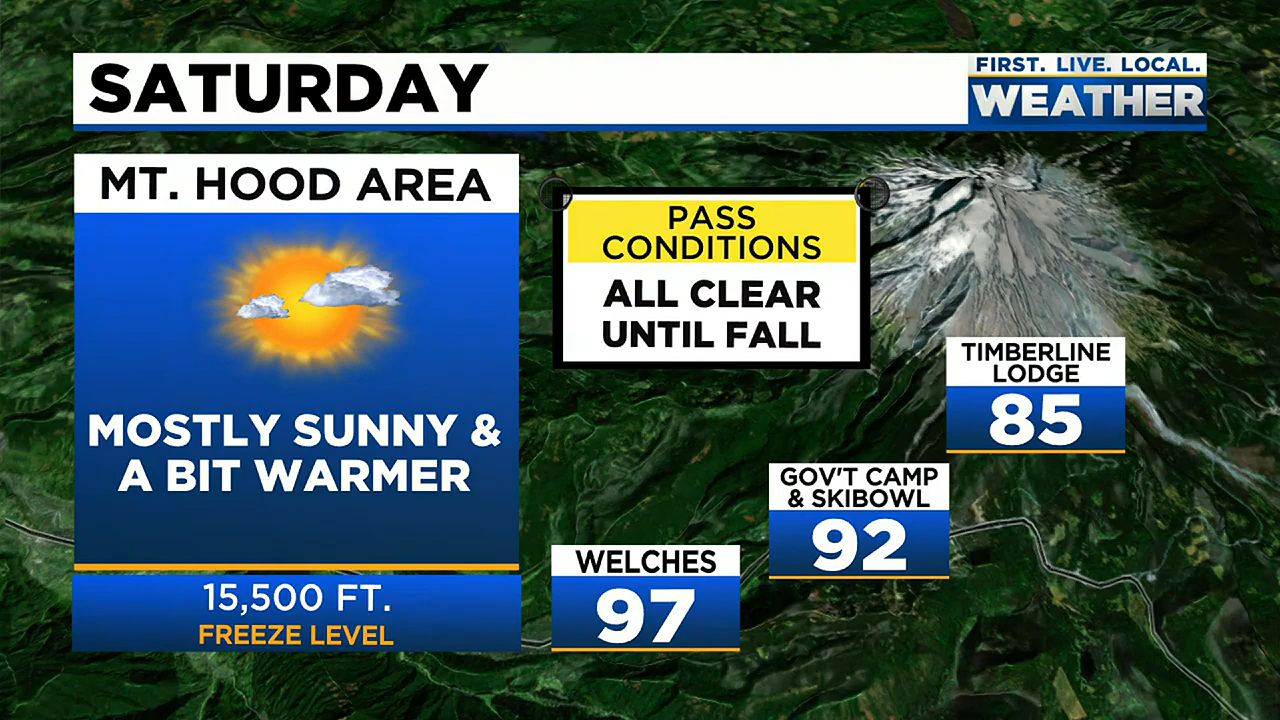 SATURDAY
FIRST. LIVE. LOCAL.
WEATHER
MT. HOOD AREA
MOSTLY SUNNY &
A BIT WARMER
15,500 FT.
FREEZE LEVEL
PASS
CONDITIONS
ALL CLEAR
UNTIL FALL
TIMBERLINE
LODGE
85
GOV'T CAMP
& SKIBOWL
92
WELCHES
97